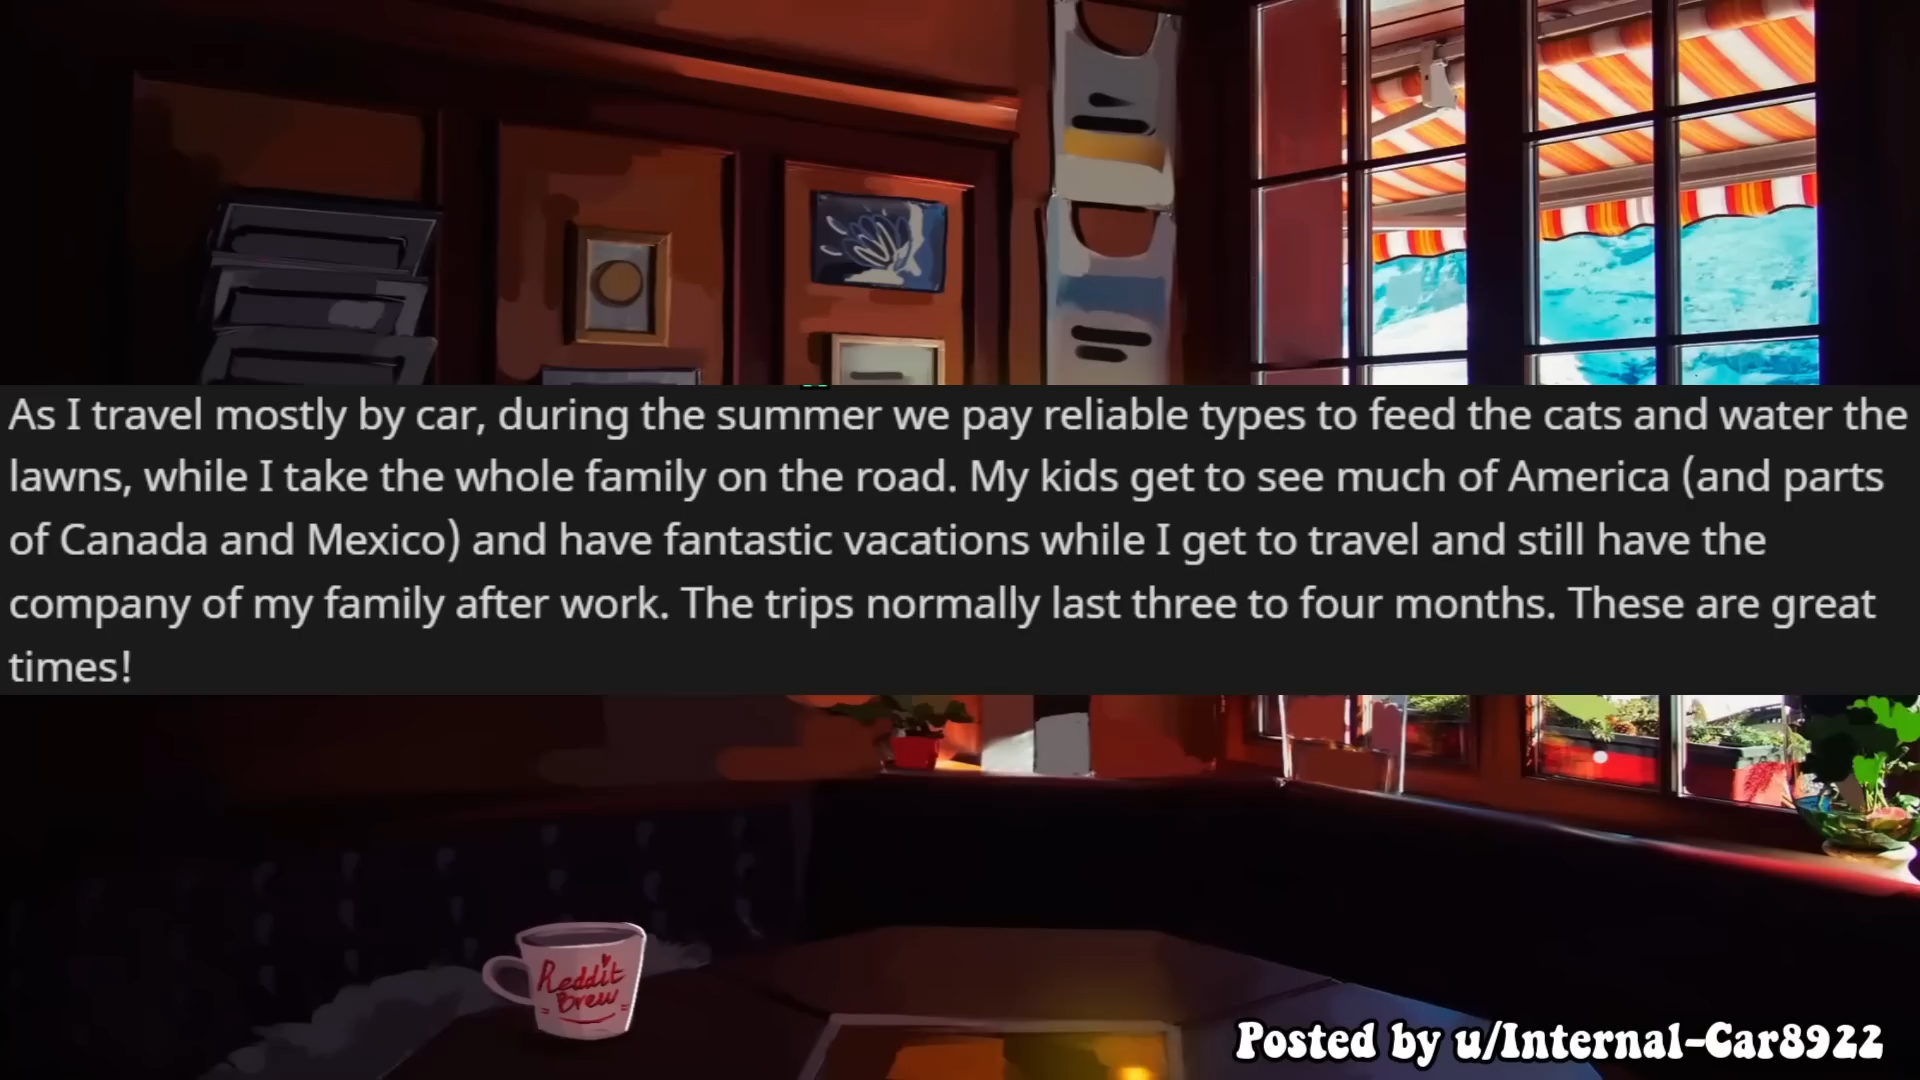 As I travel mostly by car, during the summer we pay reliable types to feed the cats and water the
lawns, while I take the whole family on the road. My kids get to see much of America (and parts
of Canada and Mexico) and have fantastic vacations while I get to travel and still have the
company of my family after work. The trips normally last three to four months. These are great
times!
Reddit
Brew
Posted by u/Internal-Car8922